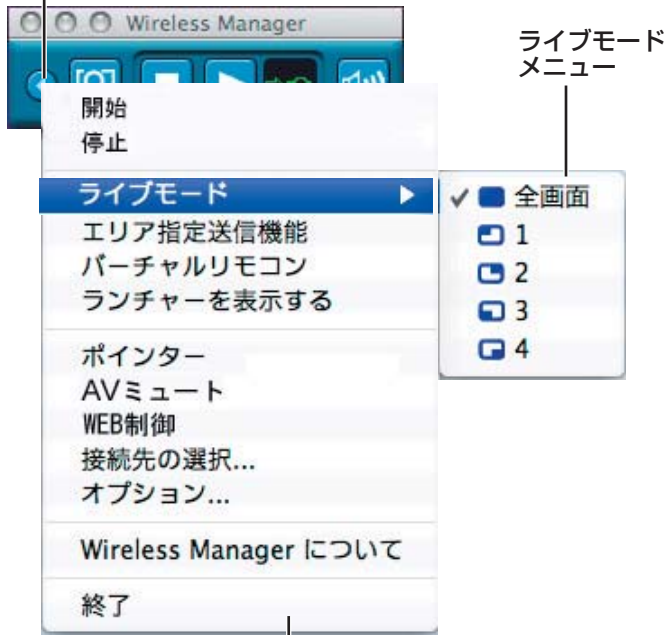 Wireless Manager
ライブモード
メニュー
開始
停止
ライブモード
全画面
1
2
3
4
エリア指定送信機能
バーチャルリモコン
ランチャーを表示する
ポインター
AVミュート
WEB制御
接続先の選択...
オプション...
Wireless Manager について
終了